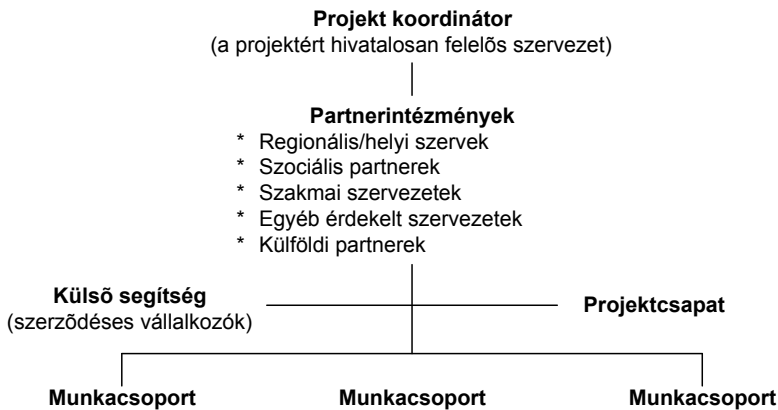 Projekt koordinátor
(a projektért hivatalosan felelõs szervezet)
Partnerintézmények
* Regionális/helyi szervek
* Szociális partnerek
* Szakmai szervezetek
* Egyéb érdekelt szervezetek
* Külföldi partnerek
Külsõ segítség
(szerzõdéses vállalkozók)
Projektcsapat
Munkacsoport
Munkacsoport
Munkacsoport